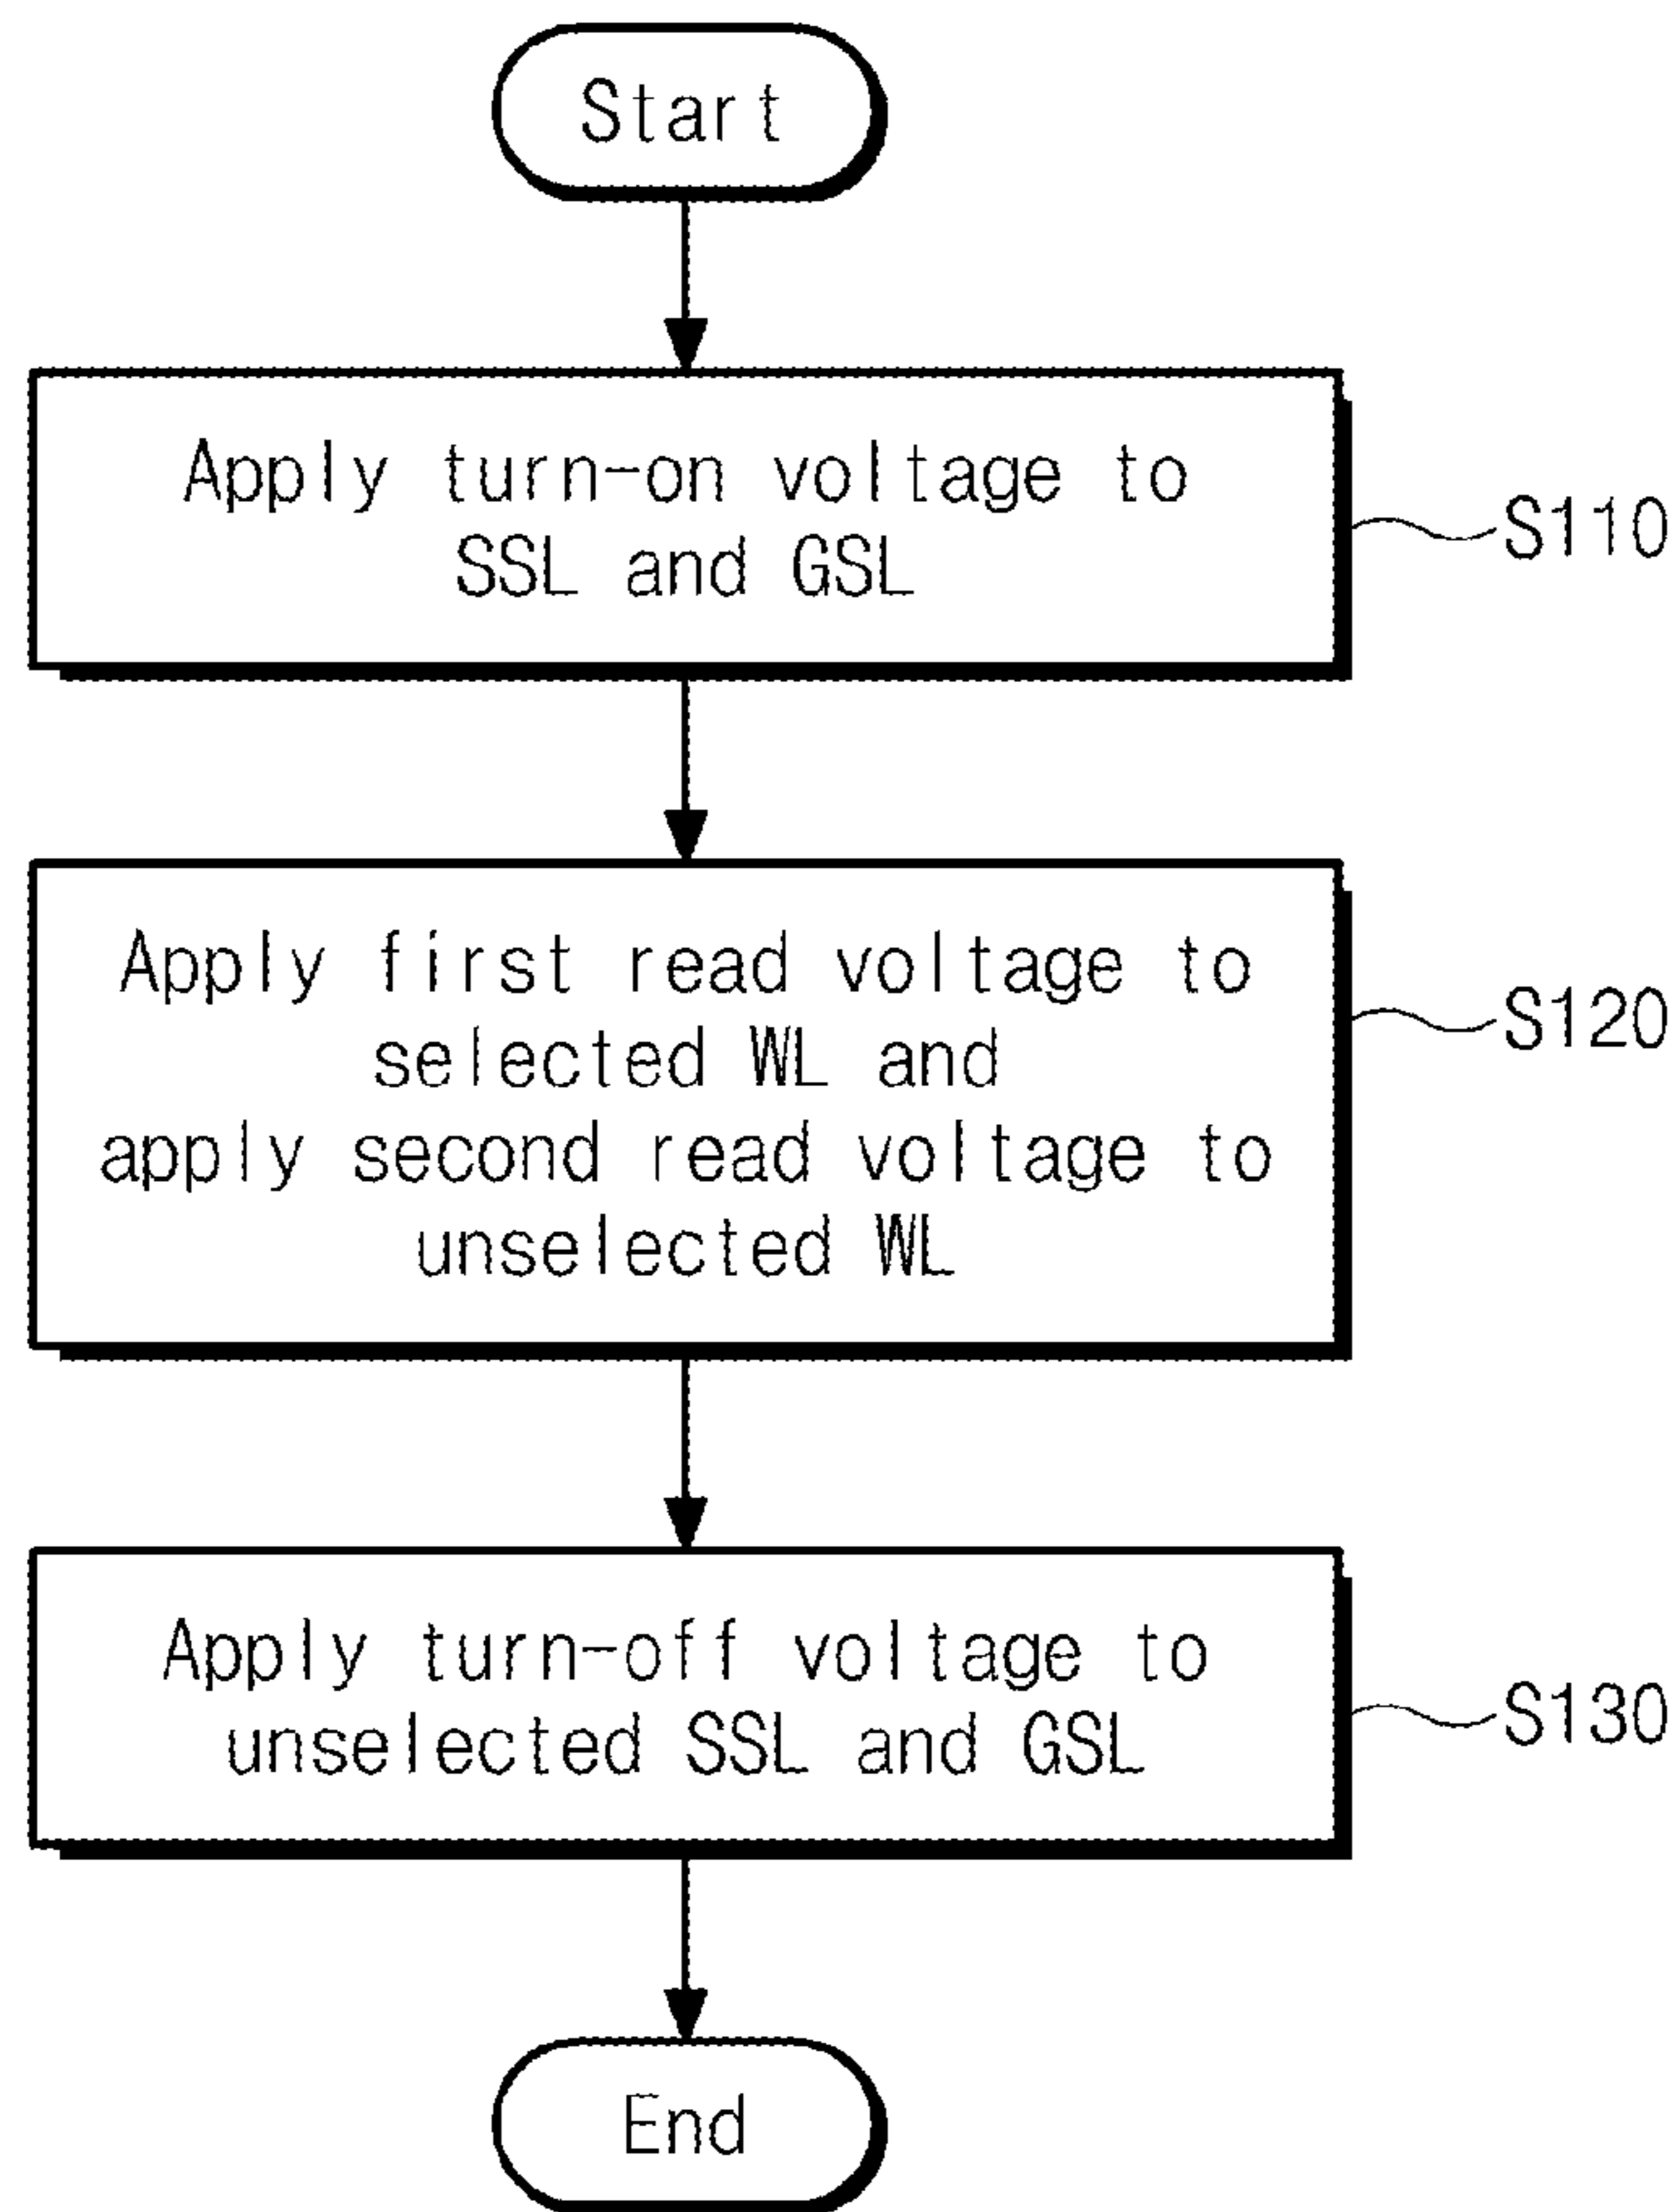 Start
Apply turn-on voltage to
SSL and GSL
S110
Apply first read voltage to
selected WL and
apply second read voltage to
unselected WL
S120
Apply turn-off voltage to
unselected SSL and GSL
S130
End